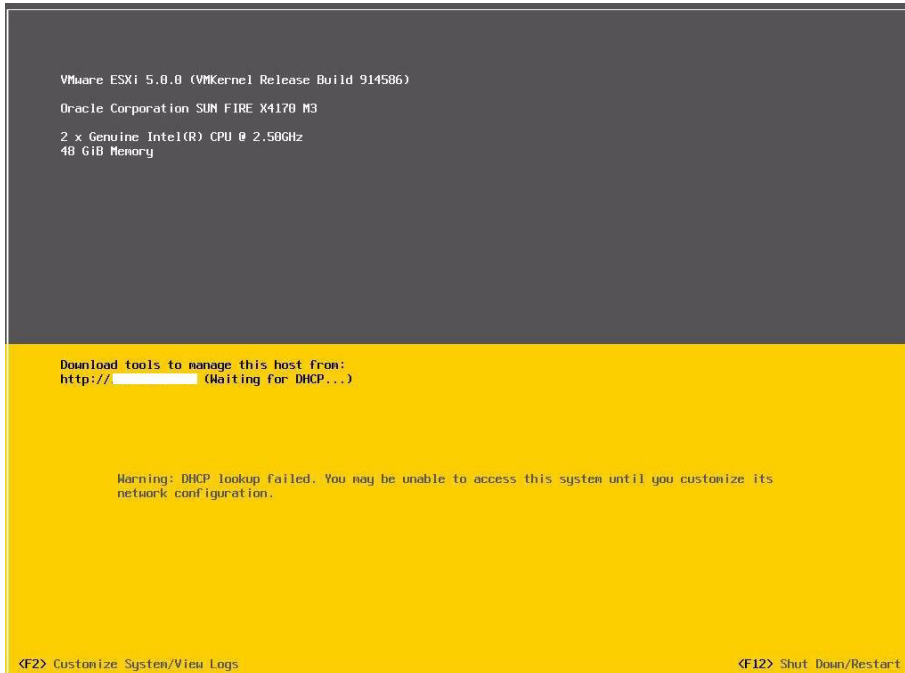 VMware ESXi 5.0.0 (VMKernel Release Build 914586)
Oracle Corporation SUN FIRE X4170 M3
2 x Genuine Intel(R) CPU @ 2.50GHz
48 GiB Memory
Download tools to manage this host from:
http:// (Waiting for DHCP...)
Warning: DHCP lookup failed. You may be unable to access this system until you customize its
network configuration.
<F2> Customize System/View Logs
<F12> Shut Down/Restart